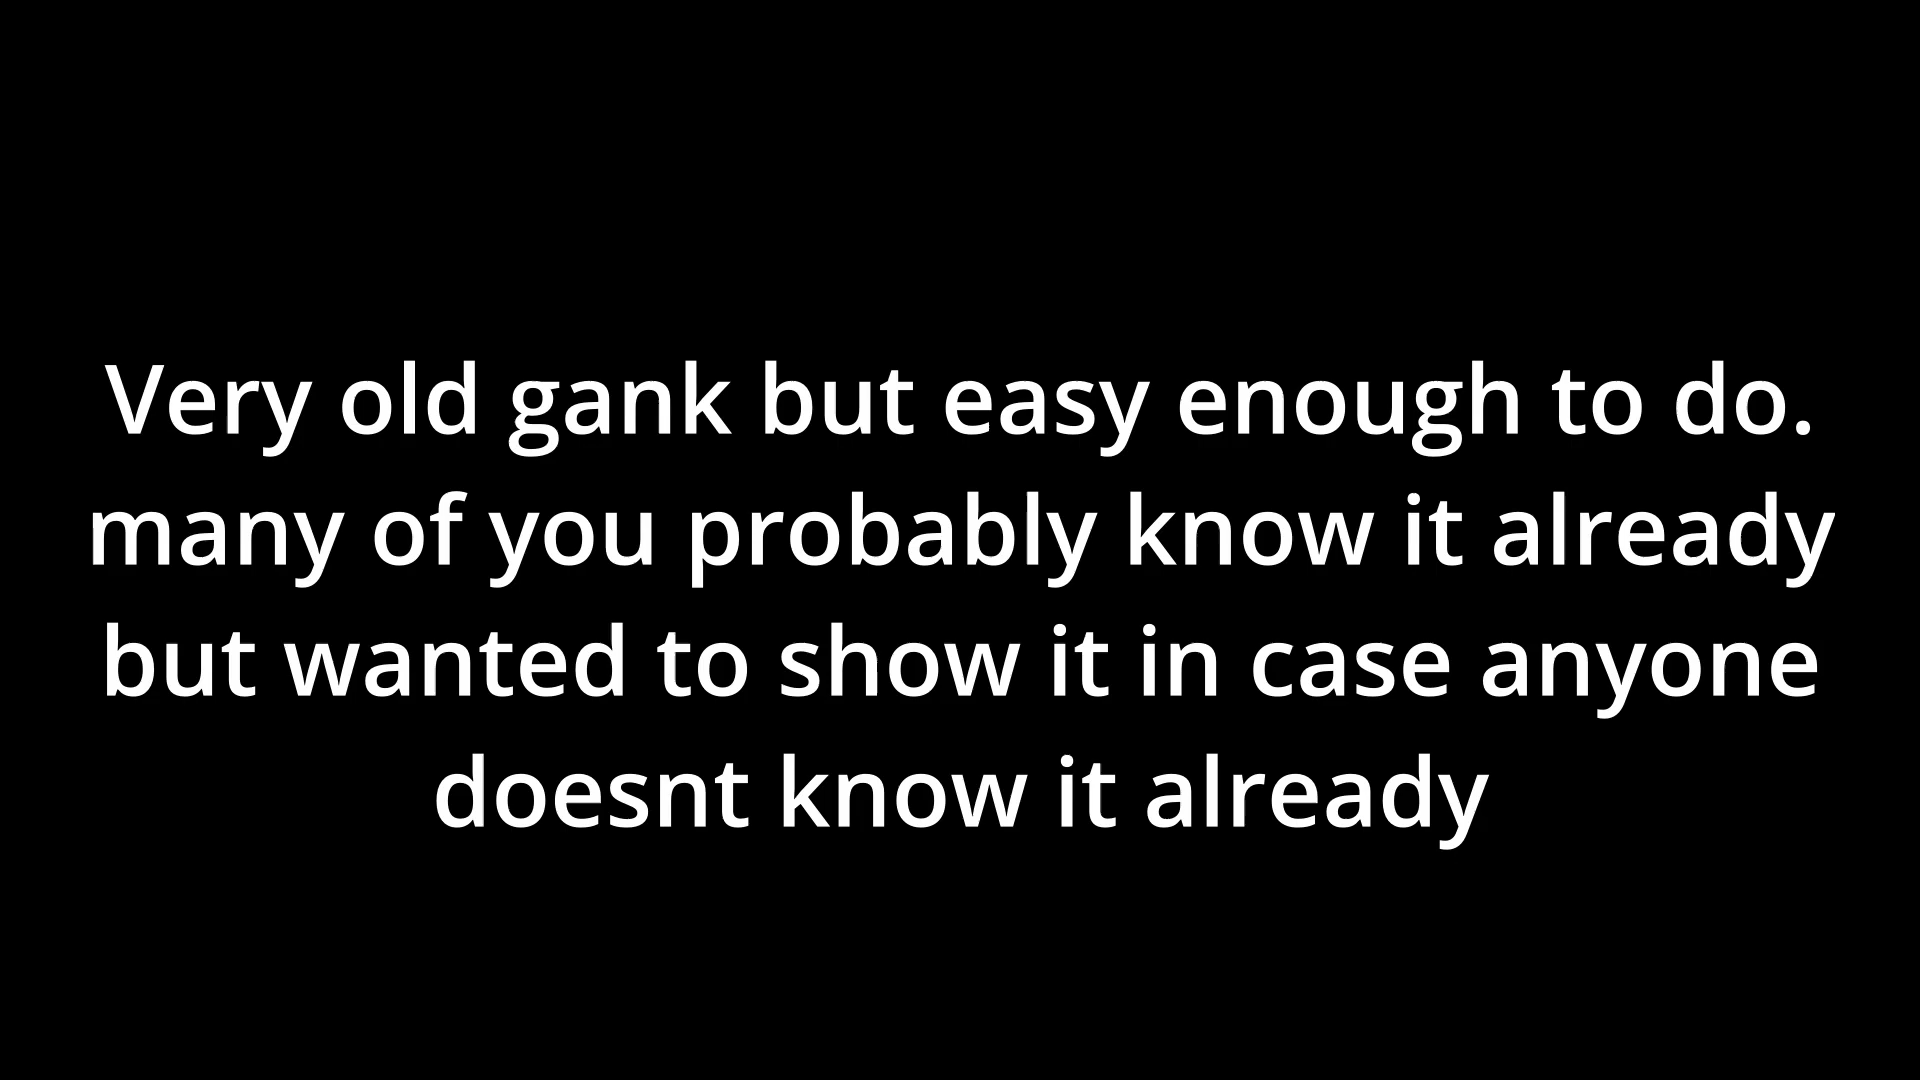 Very old gank but easy enough to do.
many of you probably know it already
but wanted to show it in case anyone
doesnt know it already